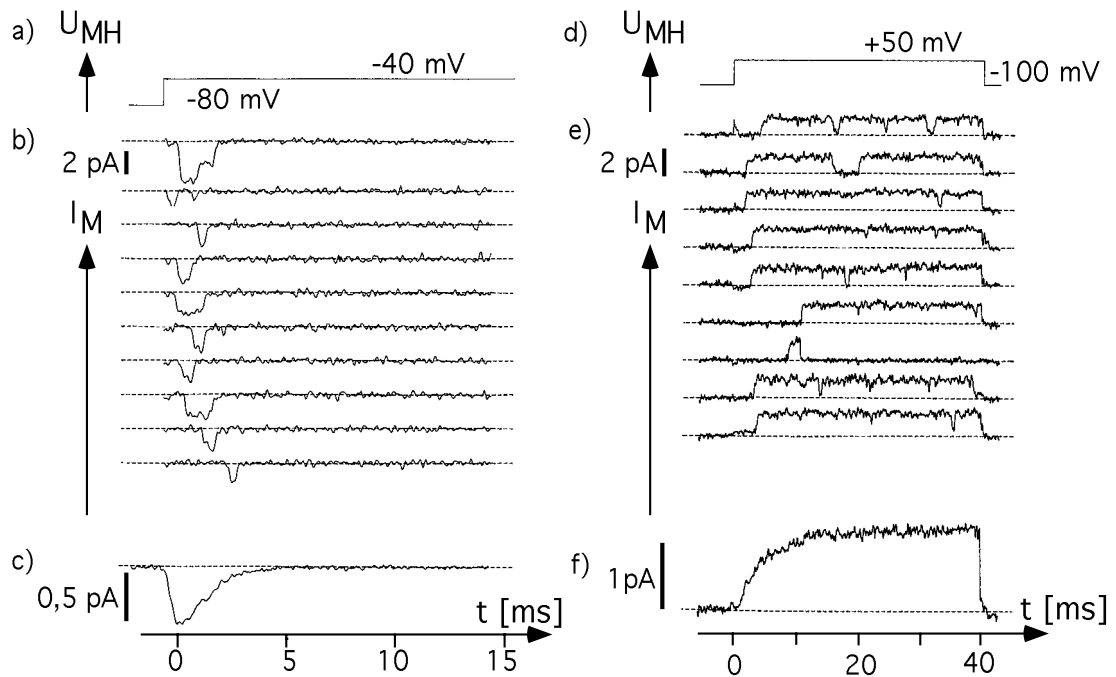 a) U_MH
-40 mV
-80 mV
b)
2 pA
I_M
c)
0,5 pA
t [ms]
0 5 10 15
d) U_MH
+50 mV
-100 mV
e)
2 pA
I_M
f)
1pA
t [ms]
0 20 40